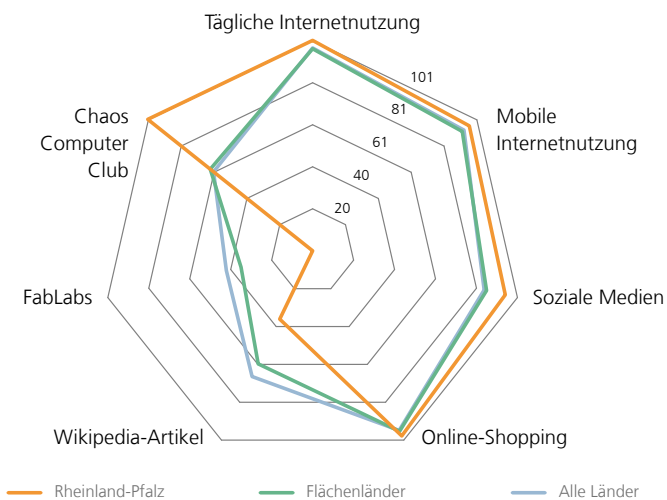 Tägliche Internetnutzung
101
81
61
40
20
Mobile
Internetnutzung
Chaos
Computer
Club
FabLabs
Soziale Medien
Wikipedia-Artikel
Online-Shopping
Rheinland-Pfalz
Flächenländer
Alle Länder